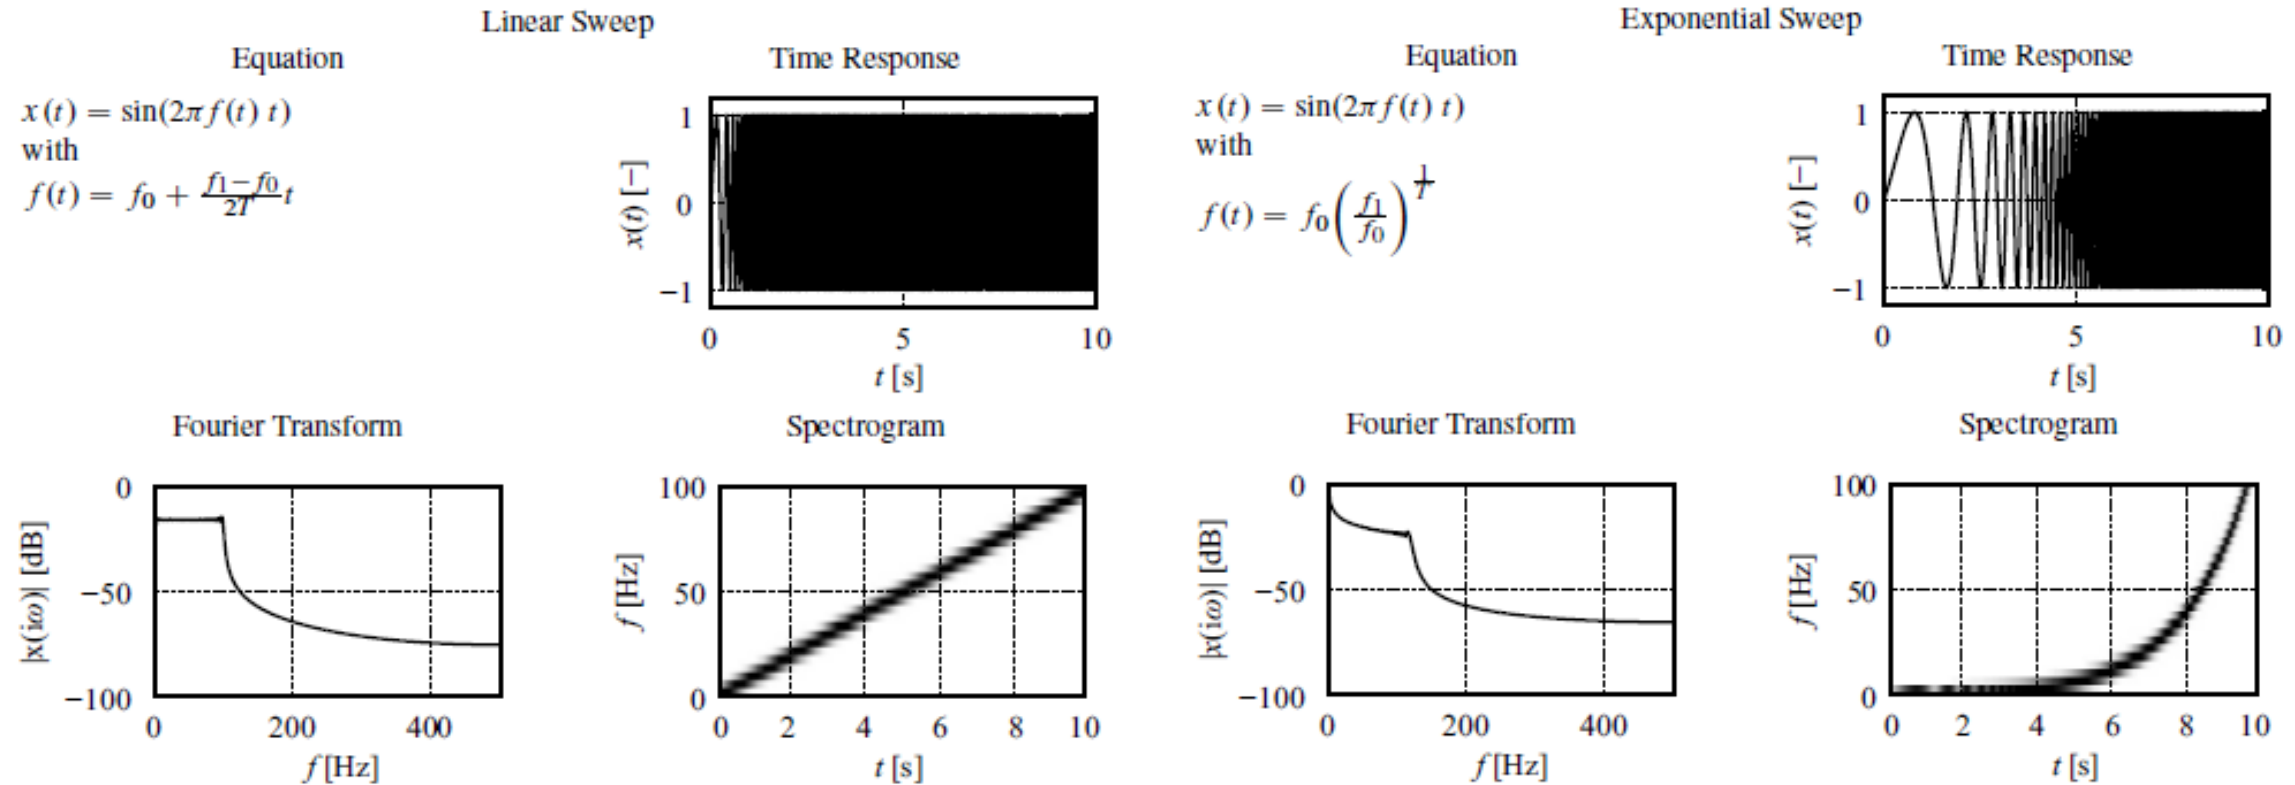 Linear Sweep
Equation
x(t) = sin(2πf(t) t)
with
f(t) = f₀ + (f₁−f₀)/(2T) t
Time Response
1
0
−1
x(t) [−]
0 5 10
t [s]
Fourier Transform
0
−50
−100
|x(iω)| [dB]
0 200 400
f [Hz]
Spectrogram
100
50
0
f [Hz]
0 2 4 6 8 10
t [s]
Exponential Sweep
Equation
x(t) = sin(2πf(t) t)
with
f(t) = f₀(f₁/f₀)^(1/T)
Time Response
1
0
−1
x(t) [−]
0 5 10
t [s]
Fourier Transform
0
−50
−100
|x(iω)| [dB]
0 200 400
f [Hz]
Spectrogram
100
50
0
f [Hz]
0 2 4 6 8 10
t [s]